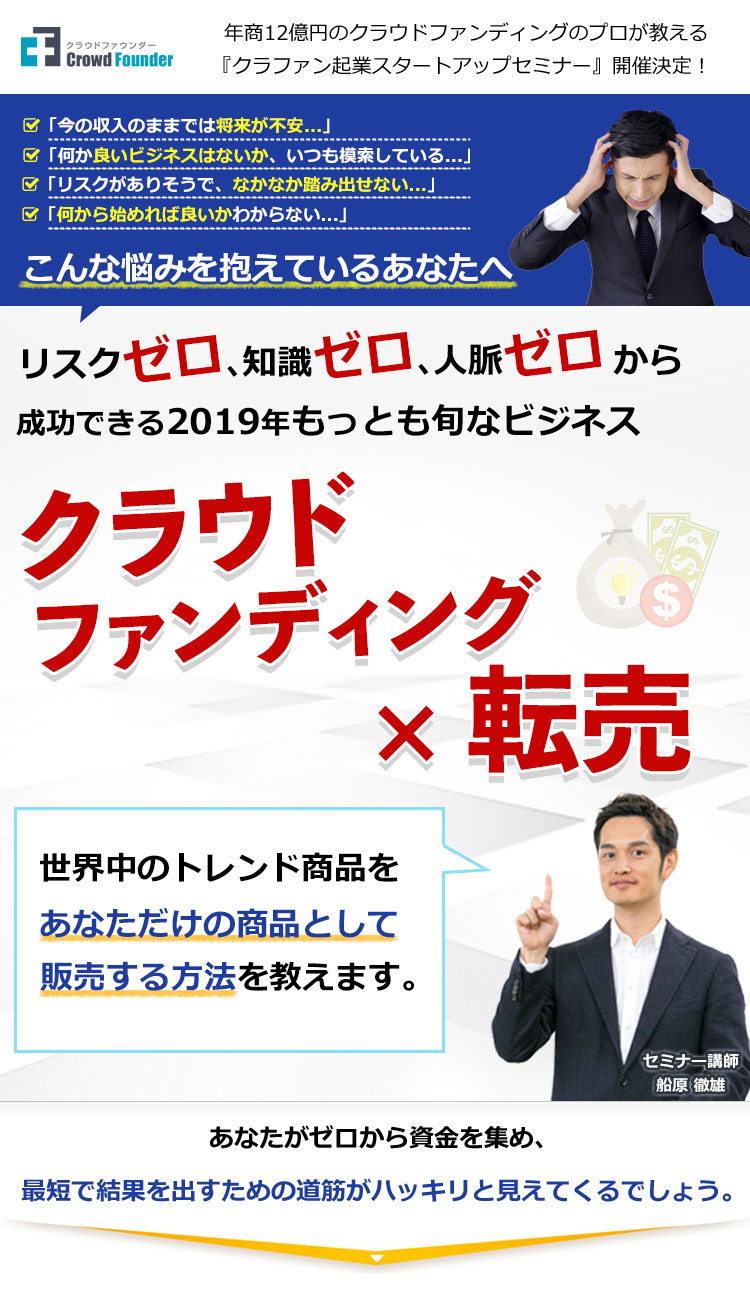 クラウドファウンダー
Crowd Founder
年商12億円のクラウドファンディングのプロが教える
『クラファン起業スタートアップセミナー』開催決定！
「今の収入のままでは将来が不安…」
「何か良いビジネスはないか、いつも模索している…」
「リスクがありそうで、なかなか踏み出せない…」
「何から始めれば良いかわからない…」
こんな悩みを抱えているあなたへ
リスクゼロ、知識ゼロ、人脈ゼロから
成功できる2019年もっとも旬なビジネス
クラウド
ファンディング
×転売
世界中のトレンド商品を
あなただけの商品として
販売する方法を教えます。
セミナー講師
船原 徹雄
あなたがゼロから資金を集め、
最短で結果を出すための道筋がハッキリと見えてくるでしょう。